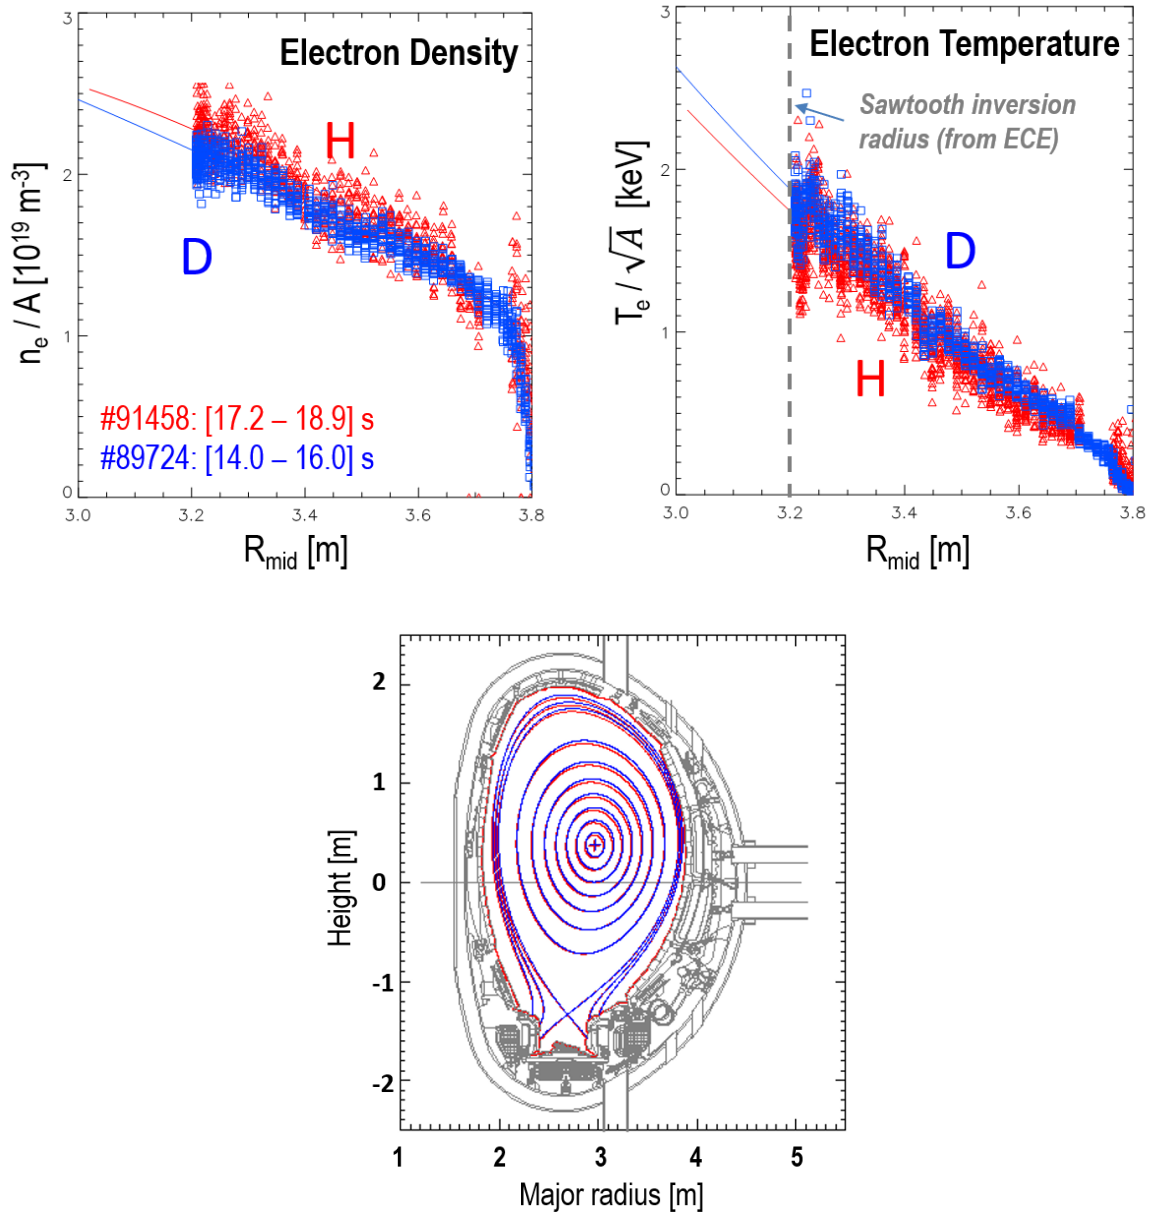 Electron Density
3
2
1
0
n_e / A [10^19 m^-3]
H
D
#91458: [17.2 – 18.9] s
#89724: [14.0 – 16.0] s
3.0 3.2 3.4 3.6 3.8
R_mid [m]
Electron Temperature
3
2
1
0
T_e / √A [keV]
Sawtooth inversion
radius (from ECE)
D
H
3.0 3.2 3.4 3.6 3.8
R_mid [m]
2
1
0
-1
-2
Height [m]
1 2 3 4 5
Major radius [m]